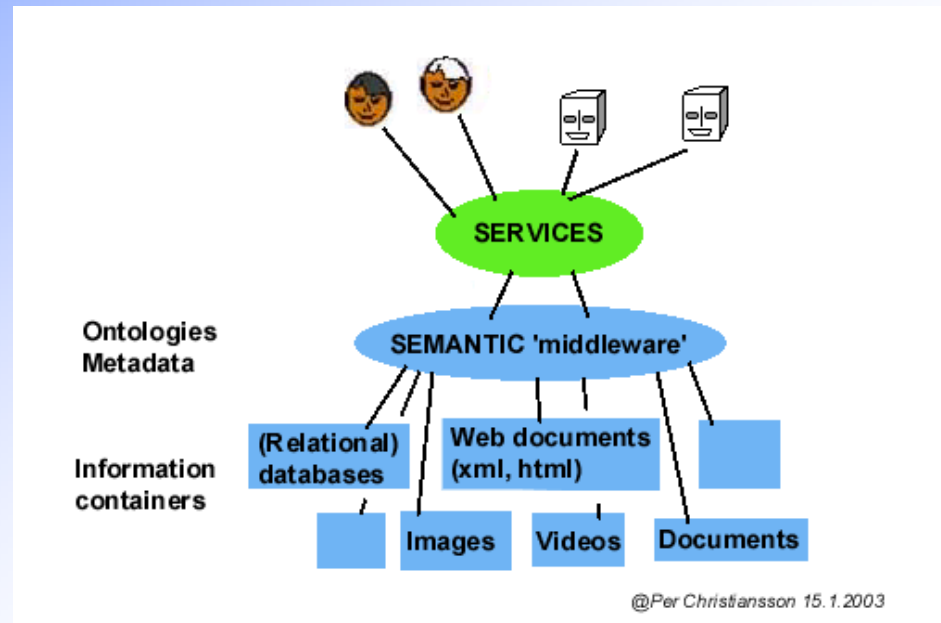 SERVICES
Ontologies
Metadata
SEMANTIC 'middleware'
Information
containers
(Relational)
databases
Web documents
(xml, html)
Images
Videos
Documents
@Per Christiansson 15.1.2003